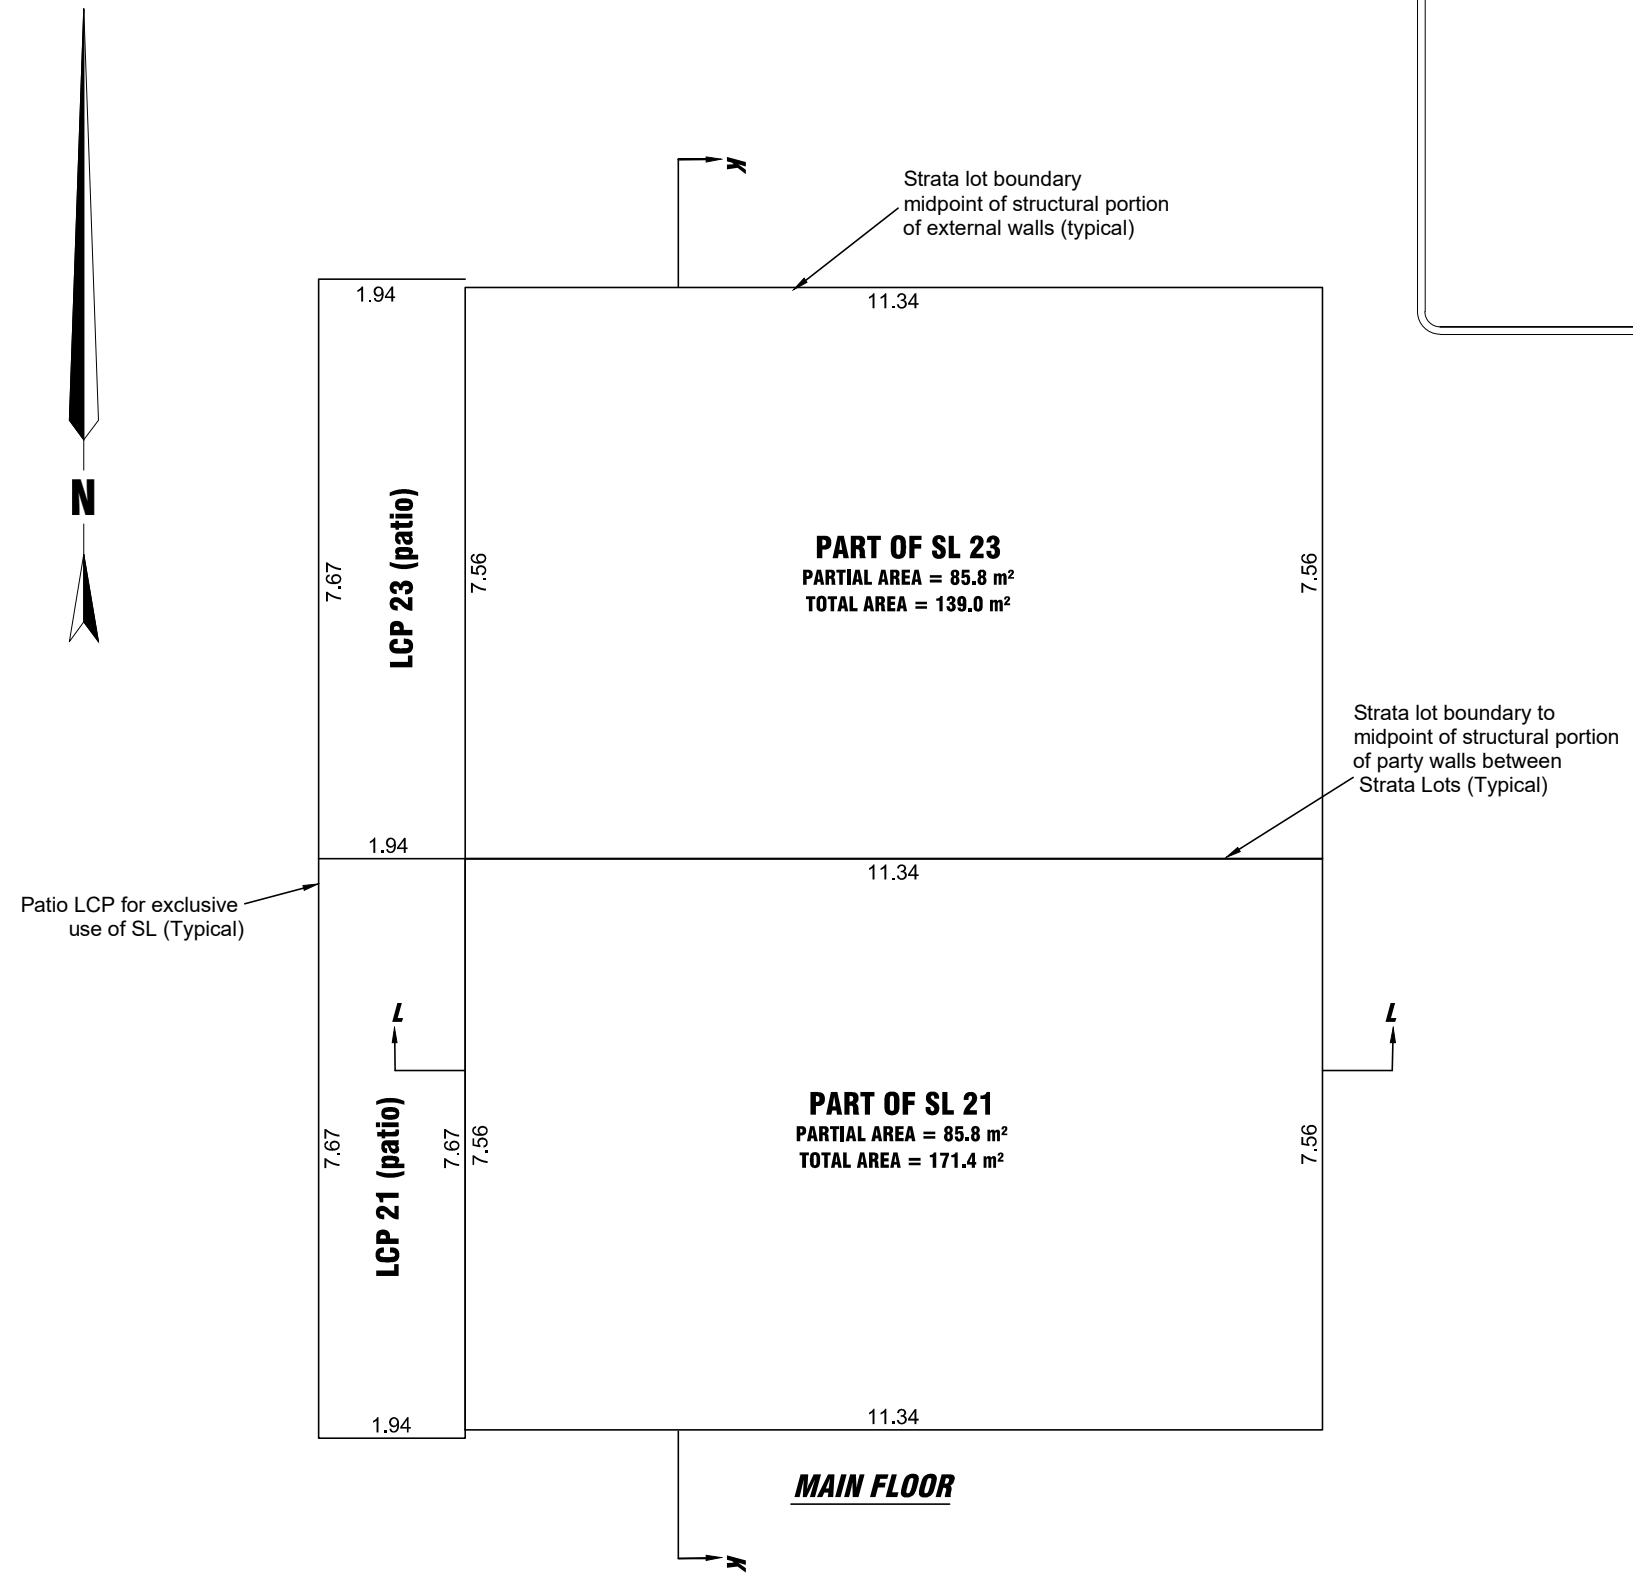 K
Strata lot boundary
midpoint of structural portion
of external walls (typical)
1.94
11.34
N
7.67
LCP 23 (patio)
7.56
PART OF SL 23
PARTIAL AREA = 85.8 m²
TOTAL AREA = 139.0 m²
7.56
Strata lot boundary to
midpoint of structural portion
of party walls between
Strata Lots (Typical)
1.94
11.34
Patio LCP for exclusive
use of SL (Typical)
L
L
7.67
LCP 21 (patio)
7.67
7.56
PART OF SL 21
PARTIAL AREA = 85.8 m²
TOTAL AREA = 171.4 m²
7.56
1.94
11.34
MAIN FLOOR
K